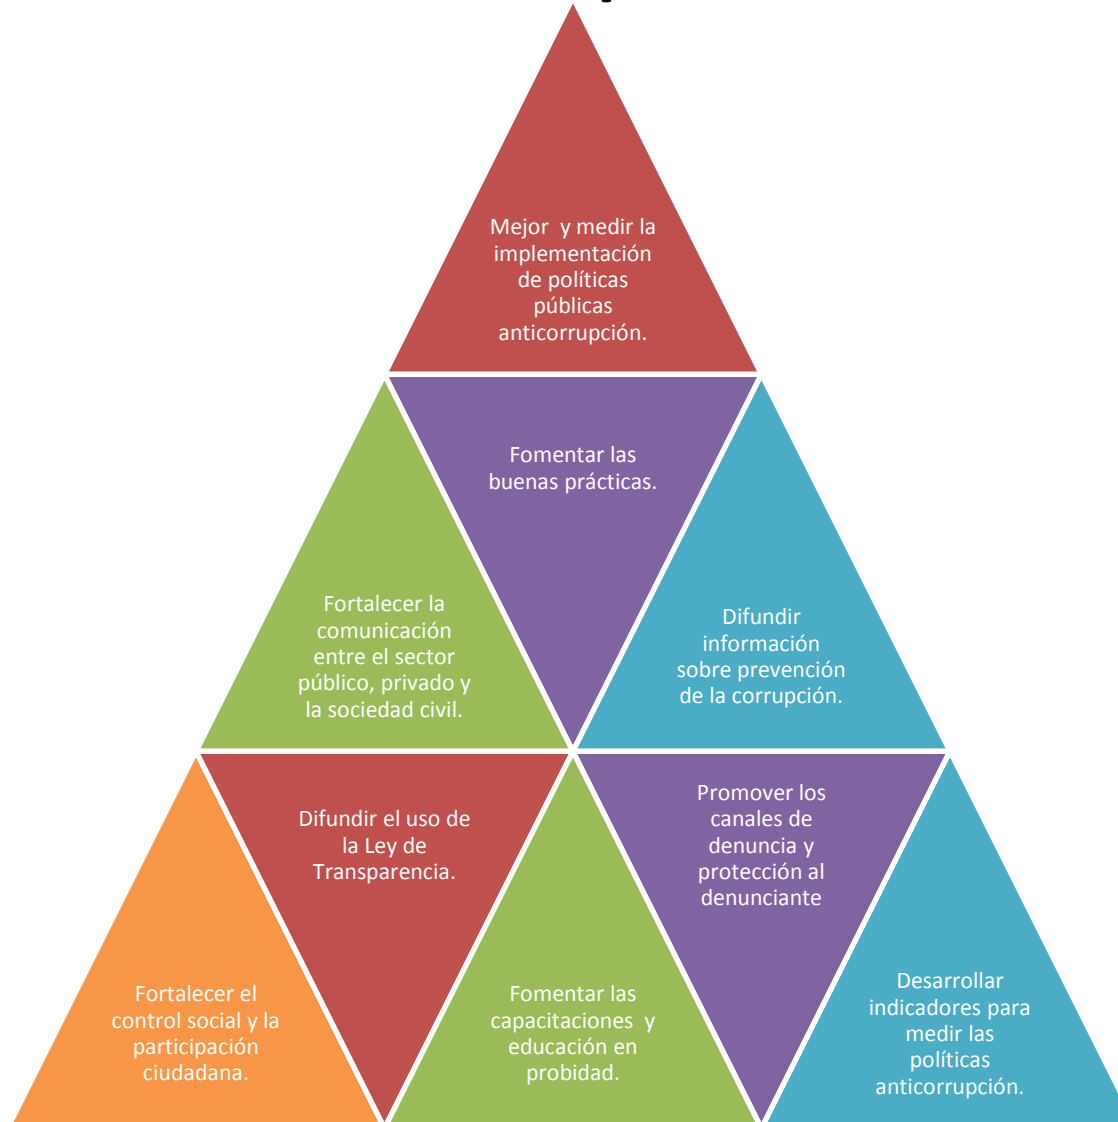 Mejor  y medir la
implementación
de políticas
públicas
anticorrupción.
Fomentar las
buenas prácticas.
Fortalecer la
comunicación
entre el sector
público, privado y
la sociedad civil.
Difundir
información
sobre prevención
de la corrupción.
Difundir el uso de
la Ley de
Transparencia.
Promover los
canales de
denuncia y
protección al
denunciante
Fortalecer el
control social y la
participación
ciudadana.
Fomentar las
capacitaciones  y
educación en
probidad.
Desarrollar
indicadores para
medir las
políticas
anticorrupción.